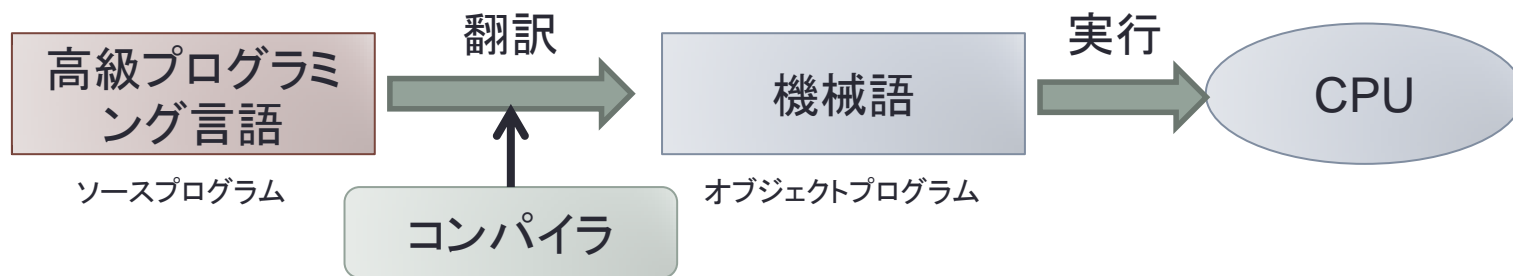 翻訳
実行
高級プログラミ
ング言語
機械語
CPU
ソースプログラム
オブジェクトプログラム
コンパイラ